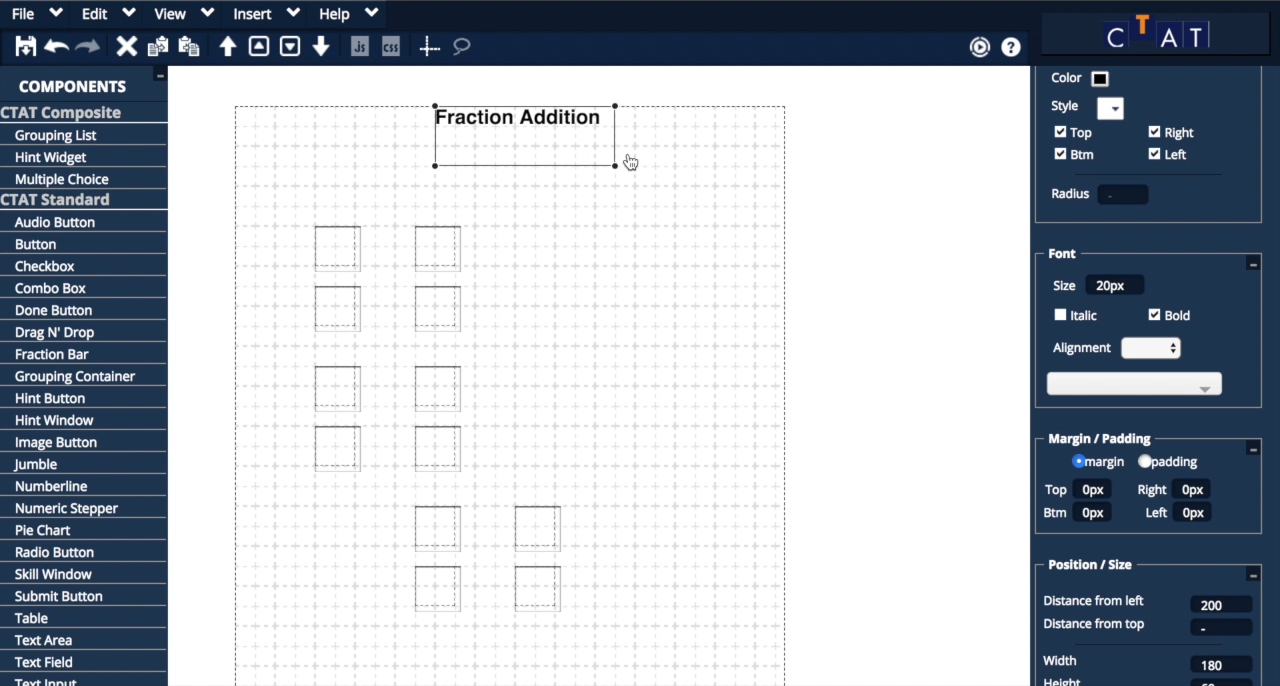 File Edit View Insert Help
Js CSS
C T A T
COMPONENTS
CTAT Composite
Grouping List
Hint Widget
Multiple Choice
CTAT Standard
Audio Button
Button
Checkbox
Combo Box
Done Button
Drag N' Drop
Fraction Bar
Grouping Container
Hint Button
Hint Window
Image Button
Jumble
Numberline
Numeric Stepper
Pie Chart
Radio Button
Skill Window
Submit Button
Table
Text Area
Text Field
Text Input
Fraction Addition
Color
Style
Top Right
Btm Left
Radius -
Font
Size 20px
Italic Bold
Alignment
Margin / Padding
margin padding
Top 0px Right 0px
Btm 0px Left 0px
Position / Size
Distance from left 200
Distance from top -
Width 180
Height